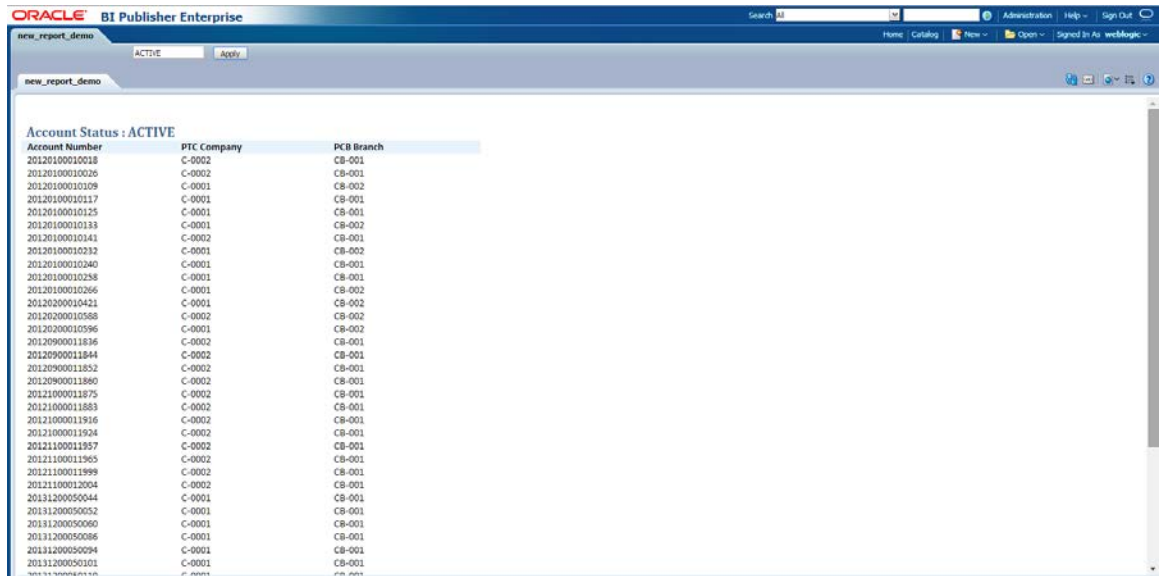 ORACLE BI Publisher Enterprise
Search All
Administration Help Sign Out
new_report_demo
Home Catalog New Open Signed In As weblogic
ACTIVE Apply
new_report_demo
Account Status : ACTIVE
Account Number PTC Company PCB Branch
20120100010018 C-0002 CB-001
20120100010026 C-0002 CB-001
20120100010109 C-0001 CB-002
20120100010117 C-0001 CB-001
20120100010125 C-0001 CB-001
20120100010133 C-0001 CB-002
20120100010141 C-0002 CB-001
20120100010232 C-0001 CB-002
20120100010240 C-0001 CB-001
20120100010258 C-0001 CB-001
20120100010266 C-0001 CB-002
20120200010421 C-0001 CB-002
20120200010588 C-0002 CB-002
20120200010596 C-0001 CB-002
20120900011836 C-0002 CB-001
20120900011844 C-0002 CB-001
20120900011852 C-0002 CB-001
20120900011860 C-0002 CB-001
20121000011875 C-0002 CB-001
20121000011883 C-0002 CB-001
20121000011916 C-0002 CB-001
20121000011924 C-0002 CB-001
20121100011957 C-0002 CB-001
20121100011965 C-0002 CB-001
20121100011999 C-0002 CB-001
20121100012004 C-0002 CB-001
20131200050044 C-0001 CB-001
20131200050052 C-0001 CB-001
20131200050060 C-0001 CB-001
20131200050086 C-0001 CB-001
20131200050094 C-0001 CB-001
20131200050101 C-0001 CB-001